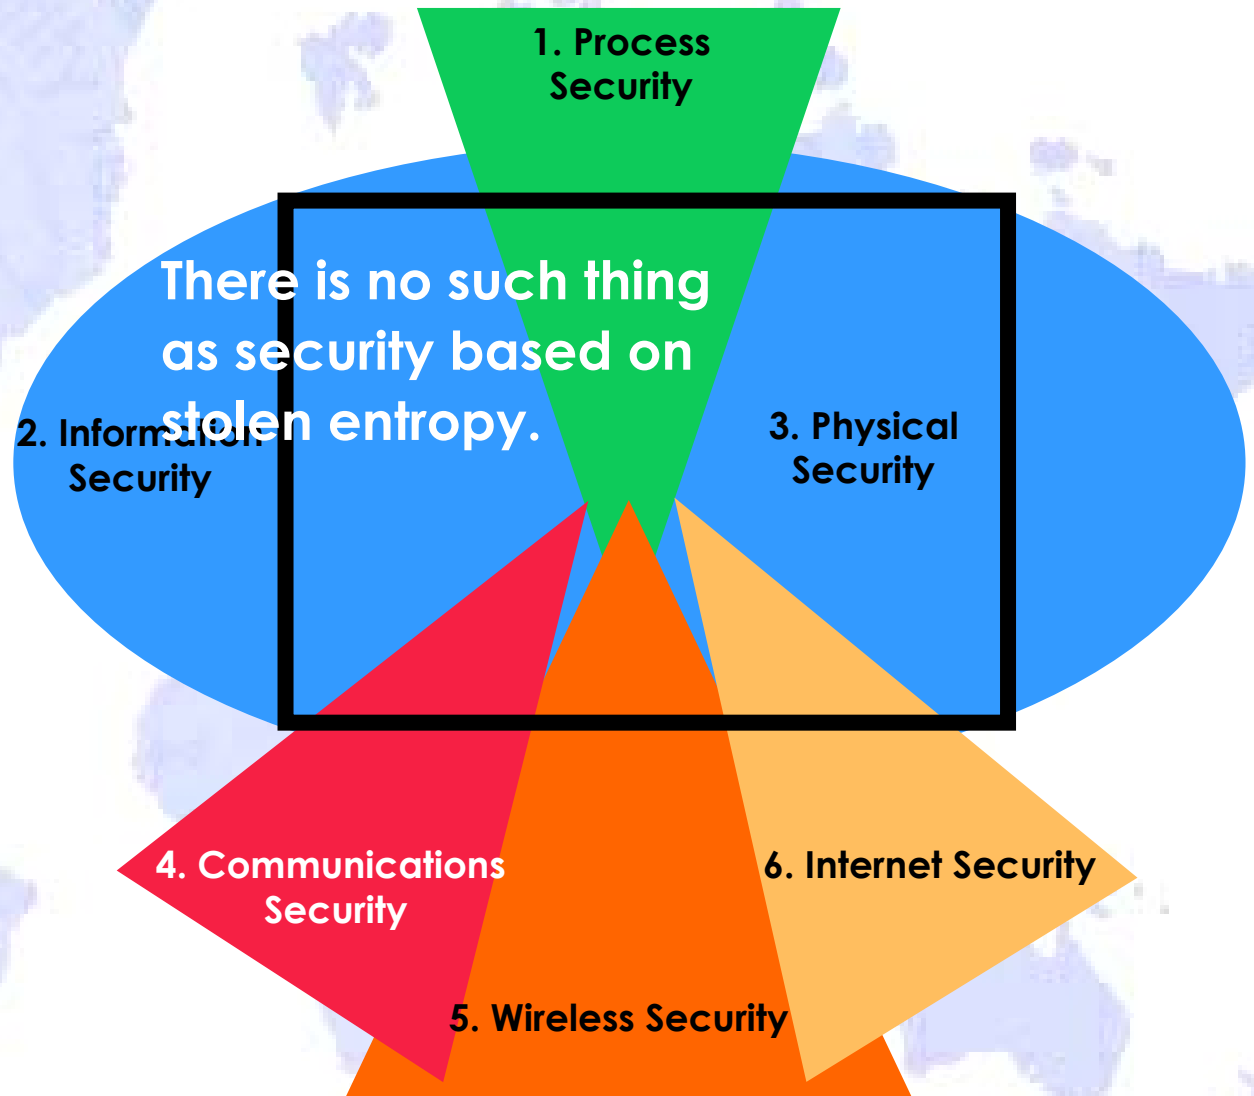 1. Process
Security
There is no such thing
as security based on
stolen entropy.
2. Information
Security
3. Physical
Security
4. Communications
Security
6. Internet Security
5. Wireless Security